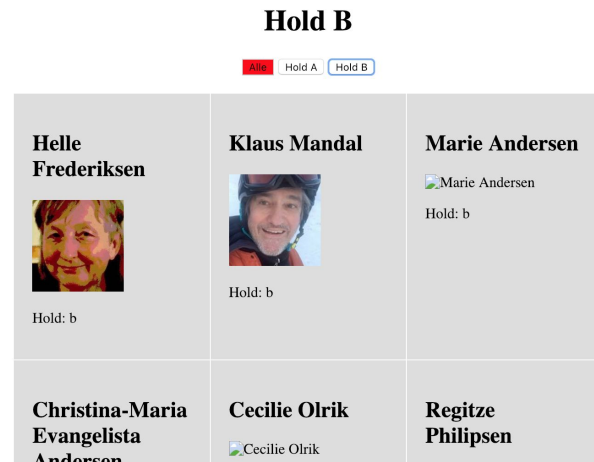 Hold B
Alle Hold A Hold B
Helle
Frederiksen
Hold: b
Klaus Mandal
Hold: b
Marie Andersen
Marie Andersen
Hold: b
Christina-Maria
Evangelista
Andersen
Cecilie Olrik
Cecilie Olrik
Regitze
Philipsen